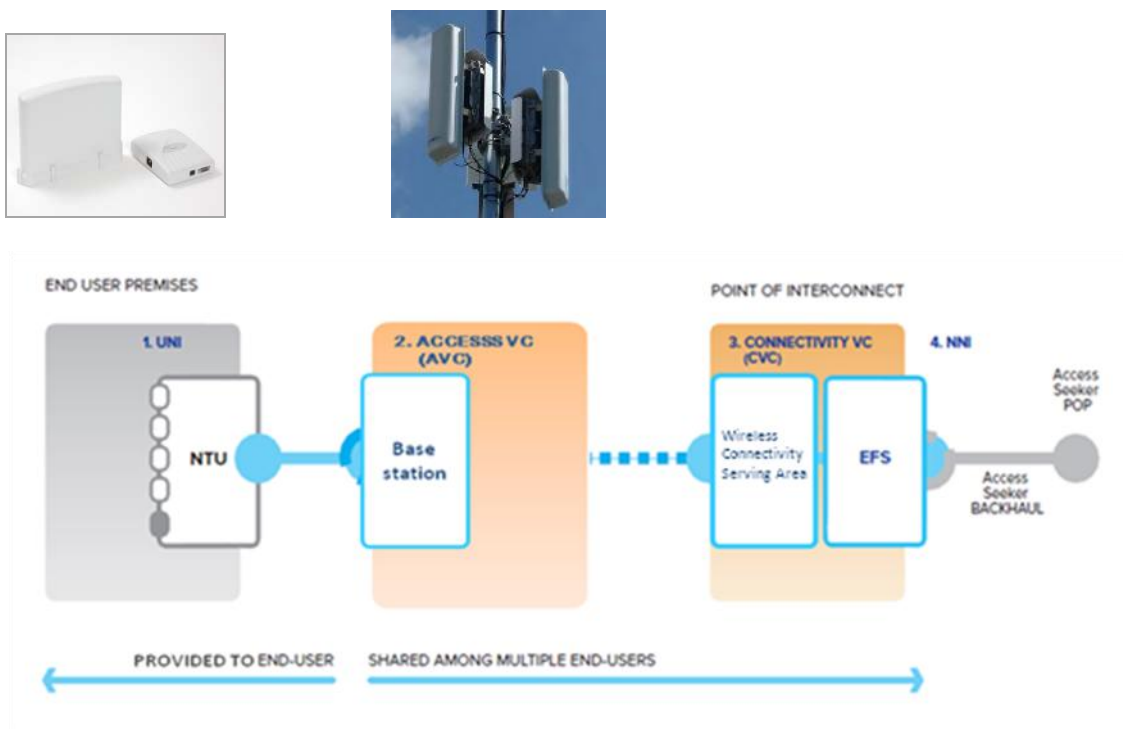 END USER PREMISES
POINT OF INTERCONNECT
1. UNI
2. ACCESSS VC
(AVC)
3. CONNECTIVITY VC
(CVC)
4. NNI
Access
Seeker
POP
NTU
Base
station
Wireless
Connectivity
Serving Area
EFS
Access
Seeker
BACKHAUL
PROVIDED TO END-USER
SHARED AMONG MULTIPLE END-USERS